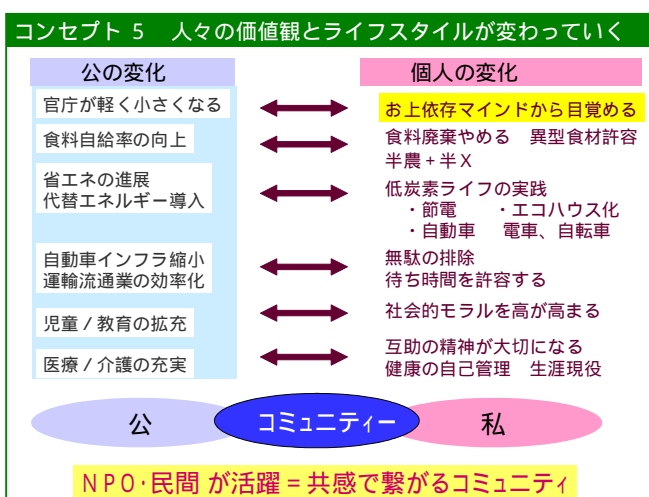 コンセプト 5　人々の価値観とライフスタイルが変わっていく
公の変化
個人の変化
官庁が軽く小さくなる
お上依存マインドから目覚める
食料自給率の向上
食料廃棄やめる　異型食材許容
半農+半X
省エネの進展
代替エネルギー導入
低炭素ライフの実践
・節電　　・エコハウス化
・自動車　電車、自転車
自動車インフラ縮小
運輸流通業の効率化
無駄の排除
待ち時間を許容する
児童/教育の拡充
社会的モラルを高が高まる
医療/介護の充実
互助の精神が大切になる
健康の自己管理　生涯現役
公
コミュニティー
私
NPO・民間 が活躍=共感で繋がるコミュニティ